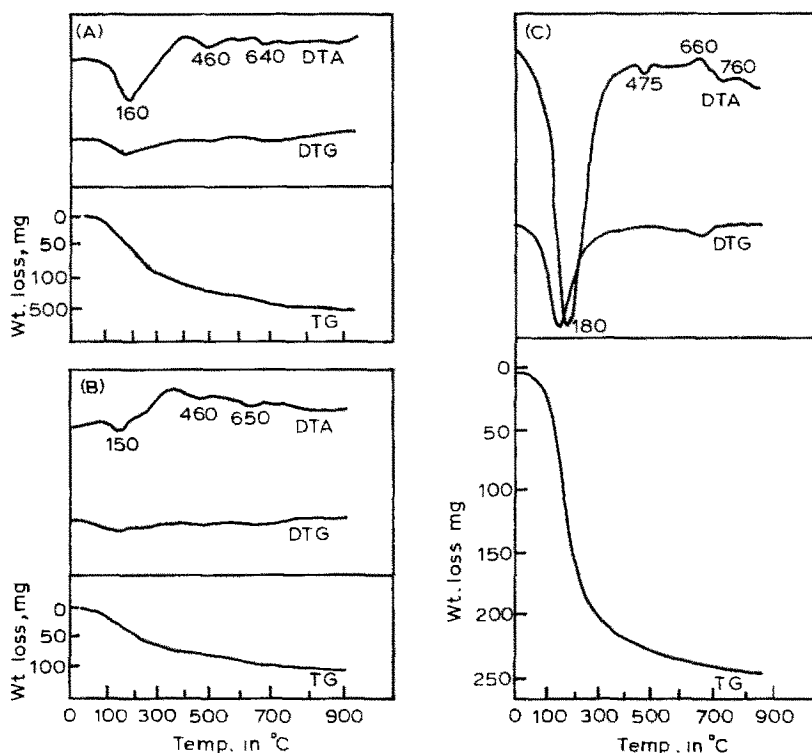 (A)
460 640 DTA
160
DTG
0
50
100
500
Wt. loss, mg
TG
(B)
460 650 DTA
150
DTG
0
50
100
Wt loss, mg
TG
0 100 300 500 700 900
Temp. in °C
(C)
660
760
475 DTA
DTG
180
0
50
100
150
200
250
Wt. loss mg
TG
0 100 300 500 700 900
Temp, in °C